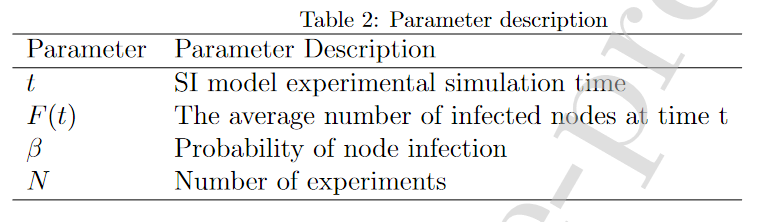 Table 2: Parameter description
Parameter Parameter Description
t SI model experimental simulation time
F(t) The average number of infected nodes at time t
β Probability of node infection
N Number of experiments